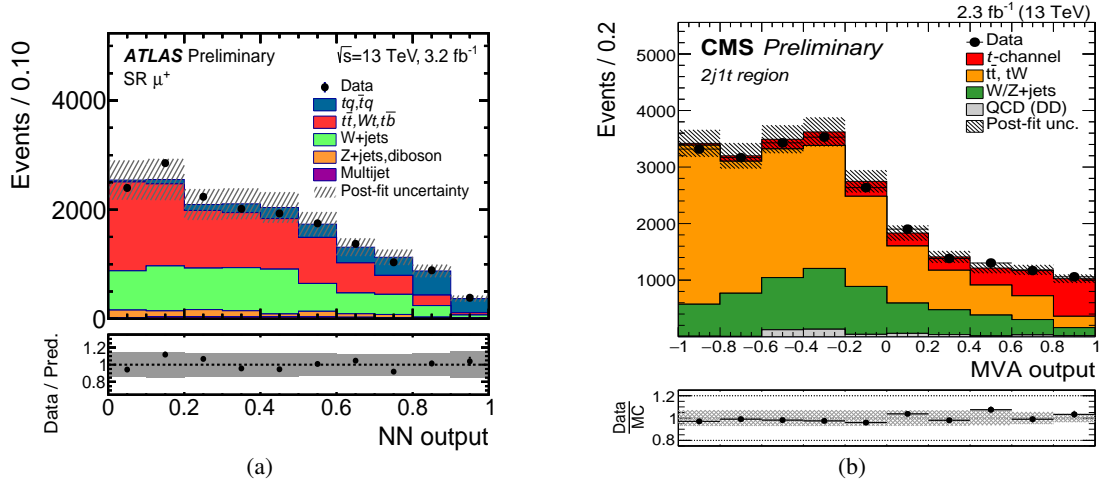 ATLAS Preliminary
√s=13 TeV, 3.2 fb⁻¹
SR μ⁺
Data
tq,t̄q
tt̄,Wt,tb̄
W+jets
Z+jets,diboson
Multijet
Post-fit uncertainty
Events / 0.10
4000
2000
0
Data / Pred.
1.2
1
0.8
0 0.2 0.4 0.6 0.8 1
NN output
(a)
2.3 fb⁻¹ (13 TeV)
CMS Preliminary
2j1t region
Data
t-channel
tt̄, tW
W/Z+jets
QCD (DD)
Post-fit unc.
Events / 0.2
5000
4000
3000
2000
1000
0
−1 −0.8 −0.6 −0.4 −0.2 0 0.2 0.4 0.6 0.8 1
MVA output
Data
MC
1.2
1
0.8
(b)